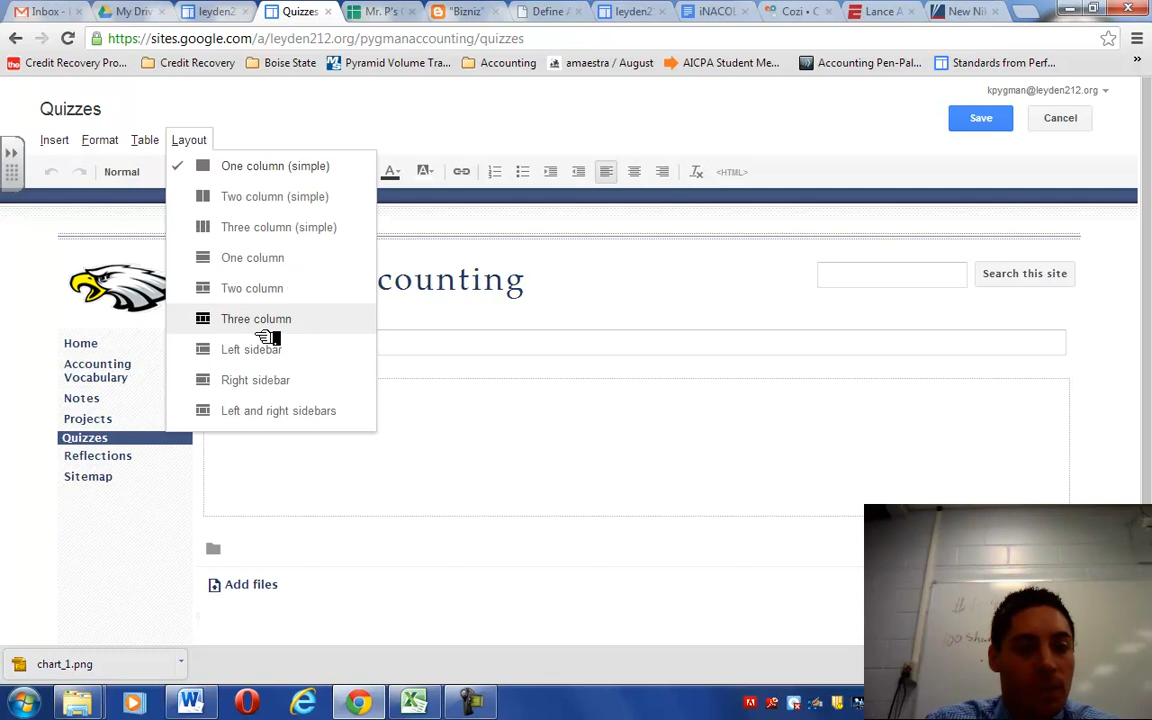 Inbox -
My Driv
leyden2
Quizzes
Mr. P's
"Bizniz"
Define
leyden2
iNACOL
Cozi • C
Lance A
New Ni
https://sites.google.com/a/leyden212.org/pygmanaccounting/quizzes
Credit Recovery Pro...
Credit Recovery
Boise State
Pyramid Volume Tra...
Accounting
amaestra / August
AICPA Student Me...
Accounting Pen-Pal...
Standards from Perf...
»
kpygman@leyden212.org
Quizzes
Save
Cancel
Insert
Format
Table
Layout
Normal
A
A
<HTML>
One column (simple)
Two column (simple)
Three column (simple)
One column
Two column
Three column
Left sidebar
Right sidebar
Left and right sidebars
counting
Search this site
Home
Accounting
Vocabulary
Notes
Projects
Quizzes
Reflections
Sitemap
Add files
chart_1.png